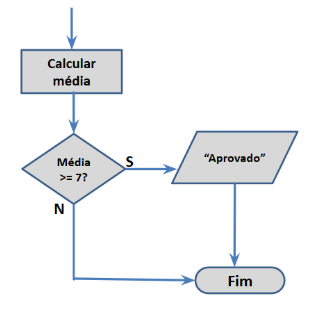 Calcular
média
Média
>= 7?
S
“Aprovado”
N
Fim